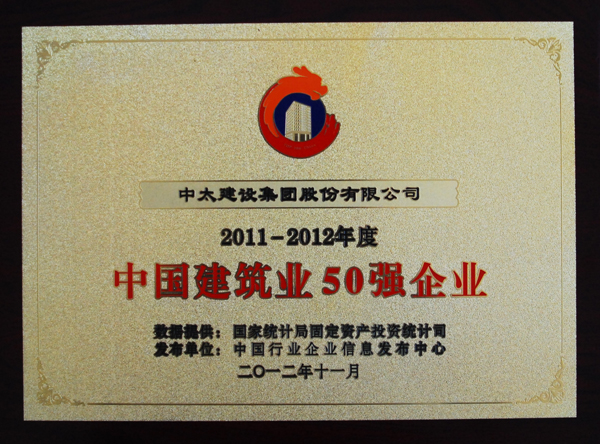 中太建设集团股份有限公司
2011-2012年度
中国建筑业50强企业
数据提供：国家统计局固定资产投资统计司
发布单位：中国行业企业信息发布中心
二〇一二年十一月